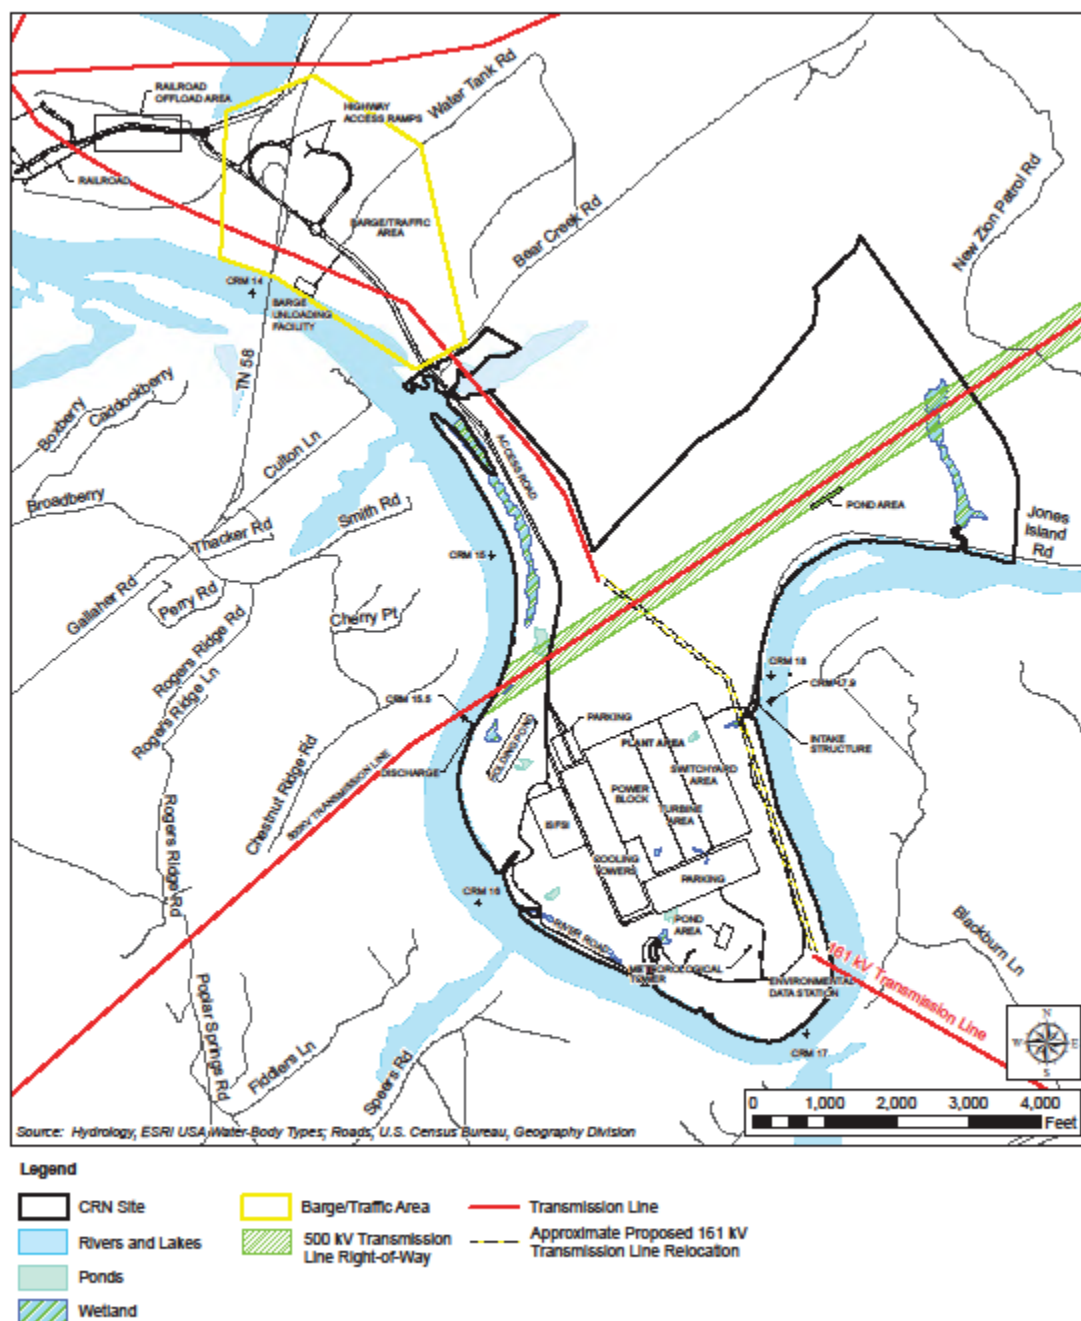 RAILROAD
OFFLOAD AREA
HIGHWAY
ACCESS RAMPS
Water Tank Rd
RAILROAD
BARGE/TRAFFIC
AREA
Bear Creek Rd
New Zion Patrol Rd
CRM 14
BARGE
UNLOADING
FACILITY
TN 58
Boxberry
Caddockberry
Culton Ln
ACCESS ROAD
Broadberry
Smith Rd
Thacker Rd
POND AREA
Jones
Island
Rd
CRM 15
Gallaher Rd
Perry Rd
Cherry Pt
Rogers Ridge Rd
Rogers Ridge Ln
CRM 18
CRM 17.9
CRM 15.5
PARKING
INTAKE
STRUCTURE
PLANT AREA
HOLDING POND
SWITCHYARD
AREA
DISCHARGE
500KV TRANSMISSION LINE
Chestnut Ridge Rd
POWER
BLOCK
TURBINE
AREA
ISFSI
Rogers Ridge Rd
COOLING
TOWERS
PARKING
CRM 16
RIVER ROAD
POND
AREA
Blackburn Ln
METEOROLOGICAL
TOWER
ENVIRONMENTAL
DATA STATION
161 kV Transmission Line
Poplar Springs Rd
Fiddlers Ln
Speers Rd
CRM 17
N
W E
S
0 1,000 2,000 3,000 4,000
Feet
Source: Hydrology, ESRI USA Water-Body Types; Roads, U.S. Census Bureau, Geography Division
Legend
CRN Site
Barge/Traffic Area
Transmission Line
Rivers and Lakes
500 kV Transmission
Line Right-of-Way
Approximate Proposed 161 kV
Transmission Line Relocation
Ponds
Wetland